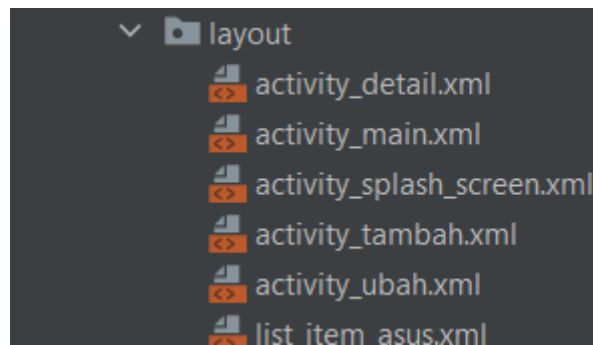 layout
activity_detail.xml
activity_main.xml
activity_splash_screen.xml
activity_tambah.xml
activity_ubah.xml
list_item_asus.xml